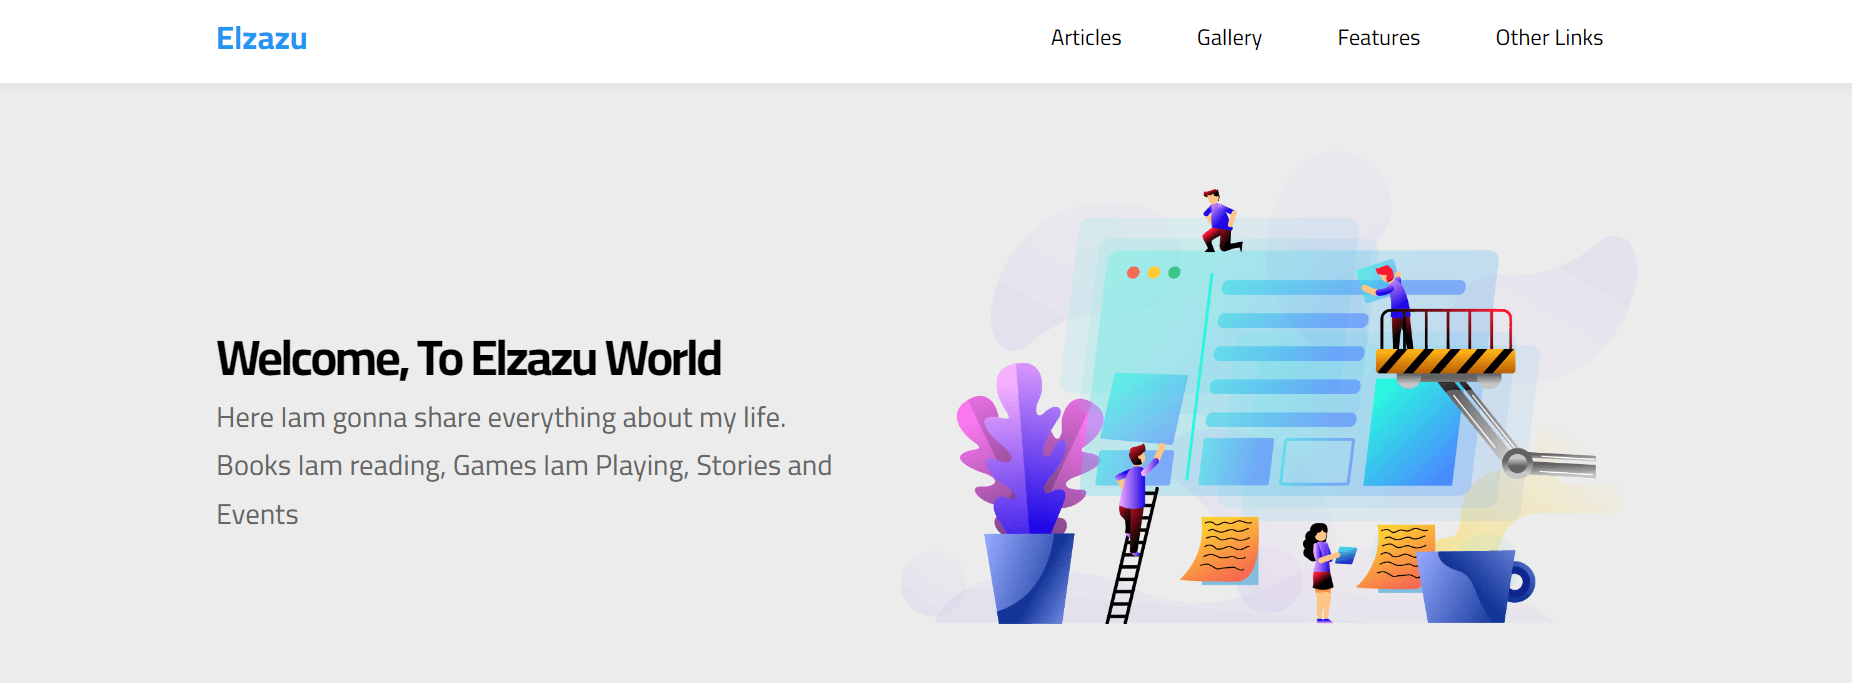 Elzazu
Articles
Gallery
Features
Other Links
Welcome, To Elzazu World
Here Iam gonna share everything about my life.
Books Iam reading, Games Iam Playing, Stories and
Events